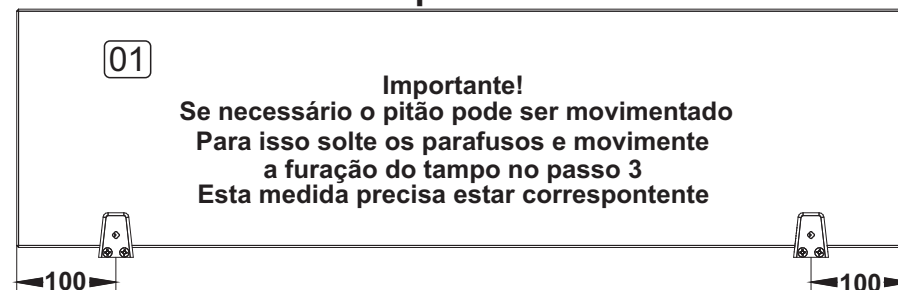 01
Importante!
Se necessário o pitão pode ser movimentado
Para isso solte os parafusos e movimente
a furação do tampo no passo 3
Esta medida precisa estar correspontente
100
100